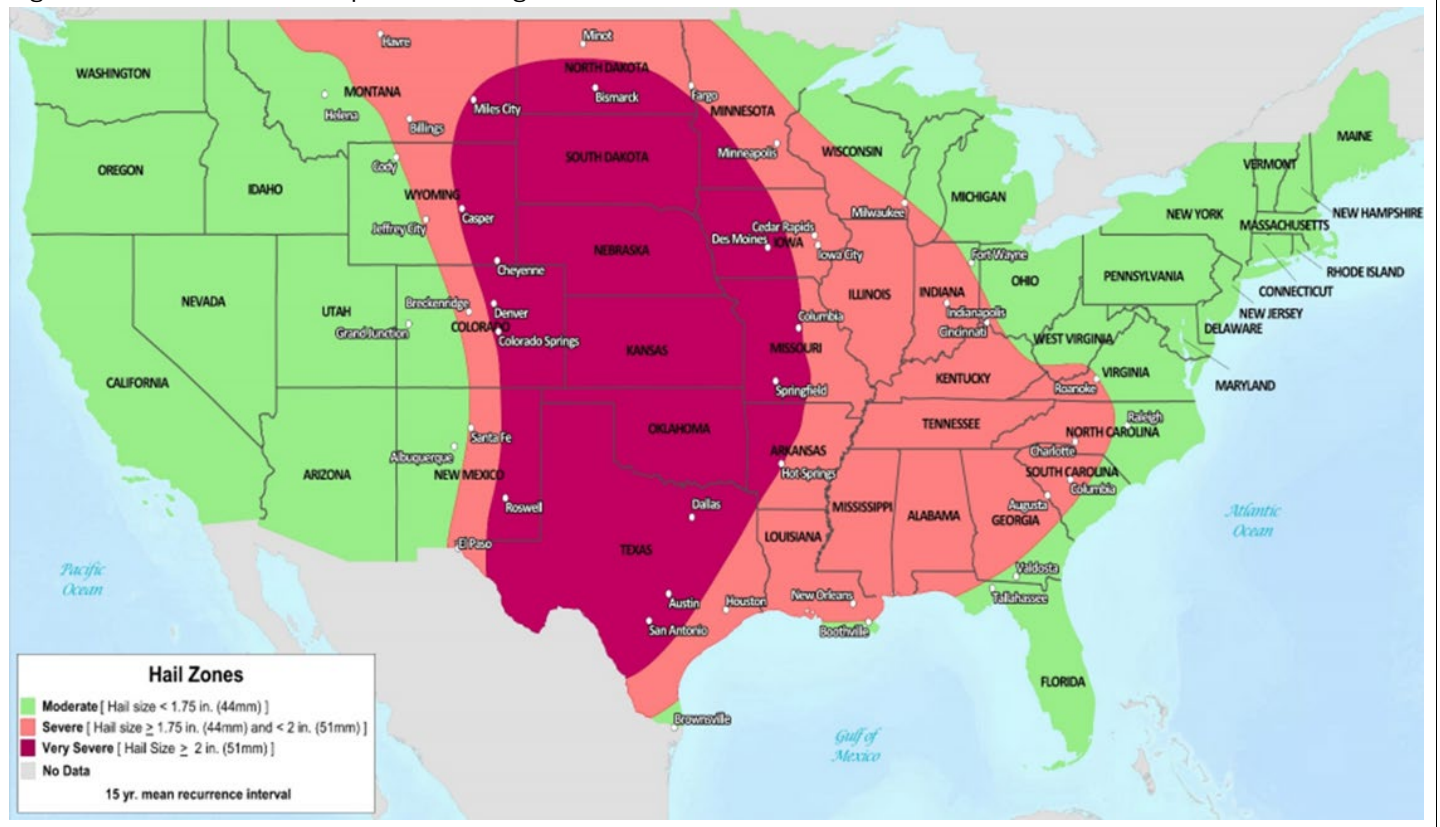 Havre
Minot
WASHINGTON
MONTANA
NORTH DAKOTA
Helena
Miles City
Bismarck
Fargo
MINNESOTA
Billings
MAINE
OREGON
IDAHO
Cody
WYOMING
SOUTH DAKOTA
Minneapolis
WISCONSIN
VERMONT
MICHIGAN
NEW YORK
NEW HAMPSHIRE
Jeffrey City
Casper
Milwaukee
MASSACHUSETTS
Cedar Rapids
Des Moines
IOWA
Iowa City
NEBRASKA
Cheyenne
Fort Wayne
RHODE ISLAND
PENNSYLVANIA
OHIO
CONNECTICUT
NEVADA
UTAH
Breckenridge
Denver
ILLINOIS
INDIANA
NEW JERSEY
Grand Junction
COLORADO
Colorado Springs
Columbia
Indianapolis
Cincinnati
DELAWARE
WEST VIRGINIA
KANSAS
MISSOURI
CALIFORNIA
KENTUCKY
VIRGINIA
MARYLAND
Springfield
Roanoke
Santa Fe
OKLAHOMA
TENNESSEE
Raleigh
NORTH CAROLINA
Albuquerque
ARKANSAS
Charlotte
ARIZONA
NEW MEXICO
Hot Springs
SOUTH CAROLINA
Columbia
Roswell
Dallas
MISSISSIPPI
ALABAMA
Augusta
GEORGIA
Atlantic
Ocean
El Paso
TEXAS
LOUISIANA
Pacific
Ocean
Valdosta
Austin
Houston
New Orleans
Tallahassee
San Antonio
Boothville
FLORIDA
Brownsville
Gulf of
Mexico
Hail Zones
Moderate [ Hail size < 1.75 in. (44mm) ]
Severe [ Hail size ≥ 1.75 in. (44mm) and < 2 in. (51mm) ]
Very Severe [ Hail Size ≥ 2 in. (51mm) ]
No Data
15 yr. mean recurrence interval